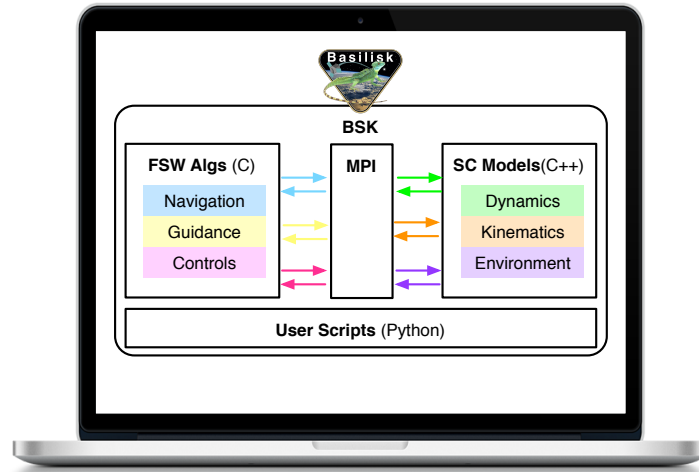 Basilisk
BSK
FSW Algs (C)
Navigation
Guidance
Controls
MPI
SC Models(C++)
Dynamics
Kinematics
Environment
User Scripts (Python)